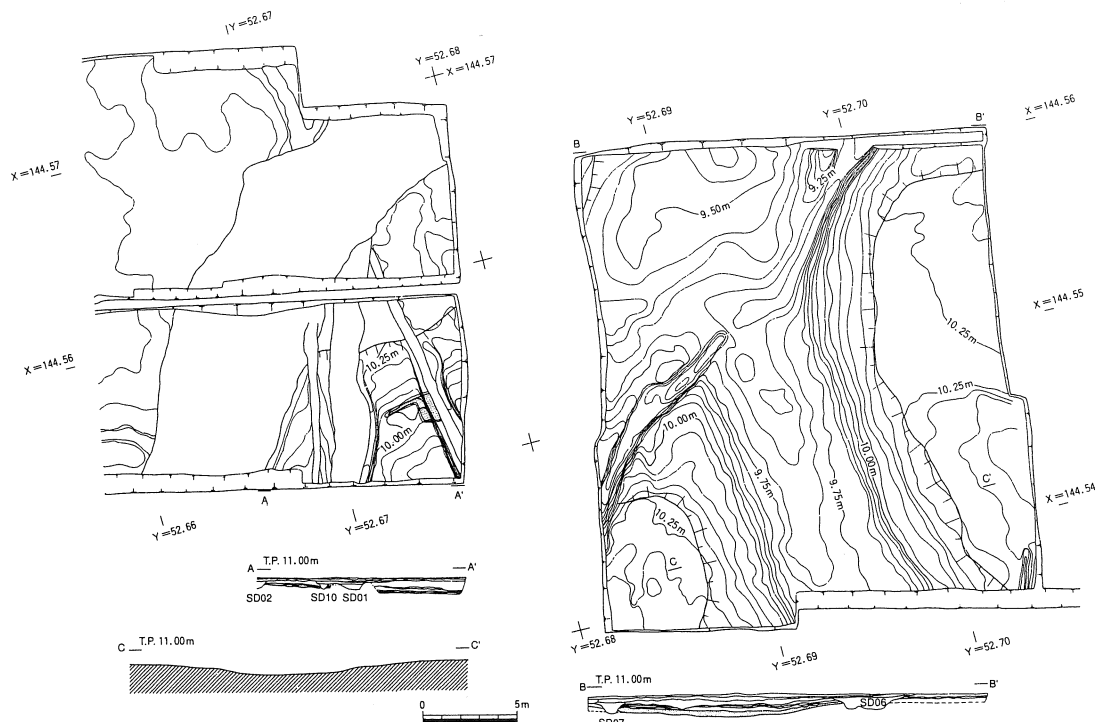 Y=52.67
Y=52.68
X=144.57
X=144.57
X=144.56
10.25m
10.00m
A
A'
Y=52.66
Y=52.67
T.P. 11.00m
A
A'
SD02
SD10
SD01
T.P. 11.00m
C
C'
0
5m
Y=52.69
Y=52.70
X=144.56
B
B'
9.25m
9.50m
X=144.55
10.25m
10.25m
10.00m
10.00m
9.75m
9.75m
C'
X=144.54
10.25m
C
Y=52.68
Y=52.69
Y=52.70
T.P. 11.00m
B
B'
SD06
SD07